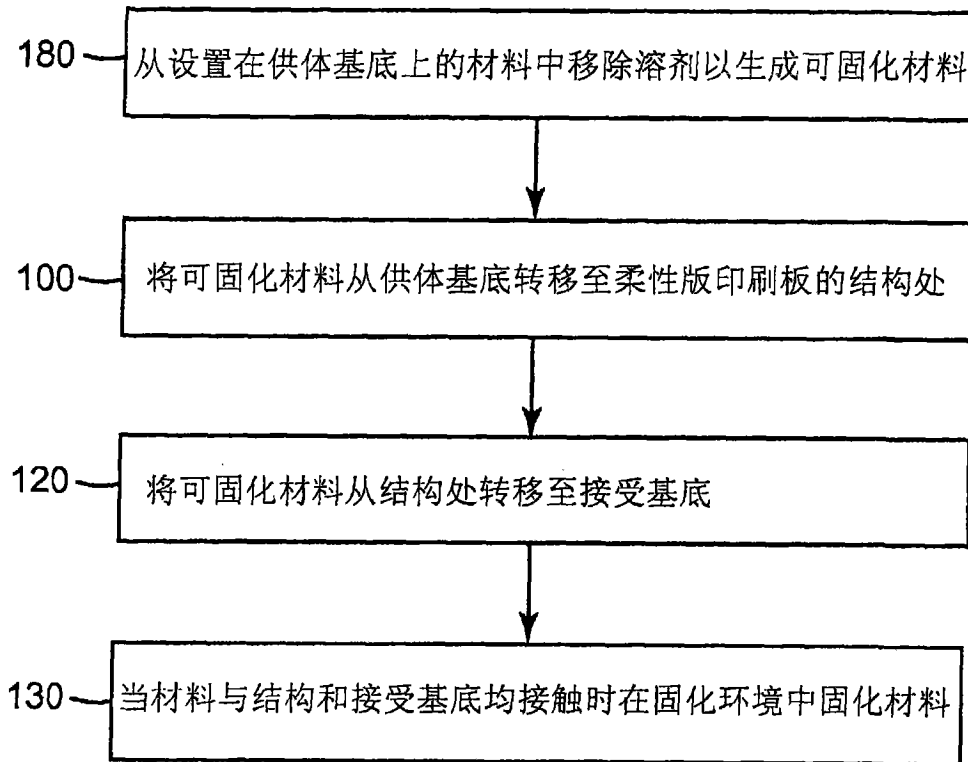 180 从设置在供体基底上的材料中移除溶剂以生成可固化材料
100 将可固化材料从供体基底转移至柔性版印刷板的结构处
120 将可固化材料从结构处转移至接受基底
130 当材料与结构和接受基底均接触时在固化环境中固化材料